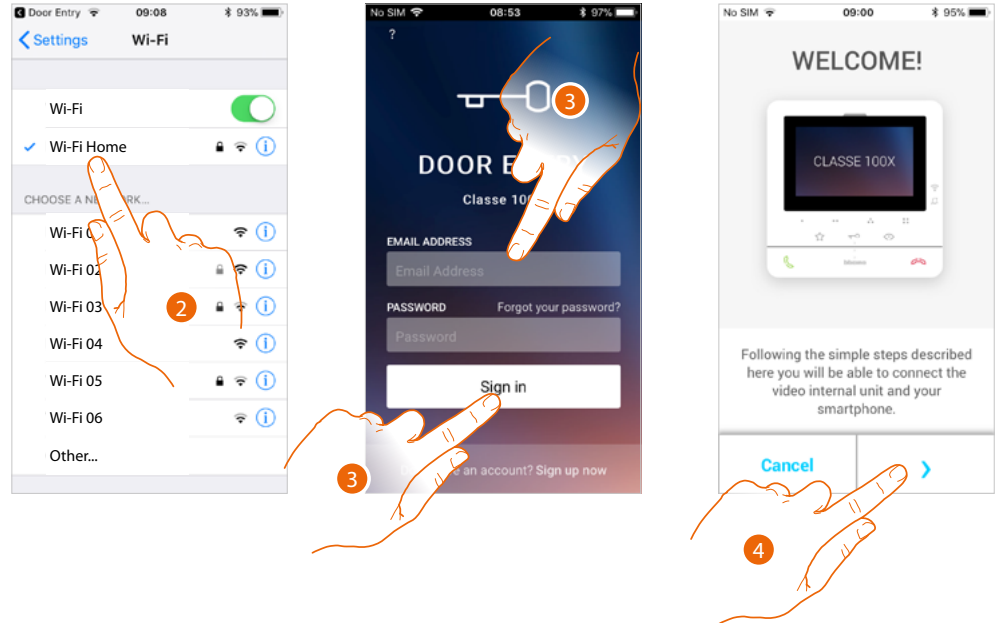 Door Entry 09:08 93%
Settings Wi-Fi
Wi-Fi
Wi-Fi Home
CHOOSE A NETWORK...
Wi-Fi 0
Wi-Fi 02
Wi-Fi 03
Wi-Fi 04
Wi-Fi 05
Wi-Fi 06
Other...
2
No SIM 08:53 97%
?
3
DOOR ENTRY
Classe 100
EMAIL ADDRESS
Email Address
PASSWORD Forgot your password?
Password
Sign in
3
an account? Sign up now
No SIM 09:00 95%
WELCOME!
CLASSE 100X
Following the simple steps described
here you will be able to connect the
video internal unit and your
smartphone.
Cancel
4